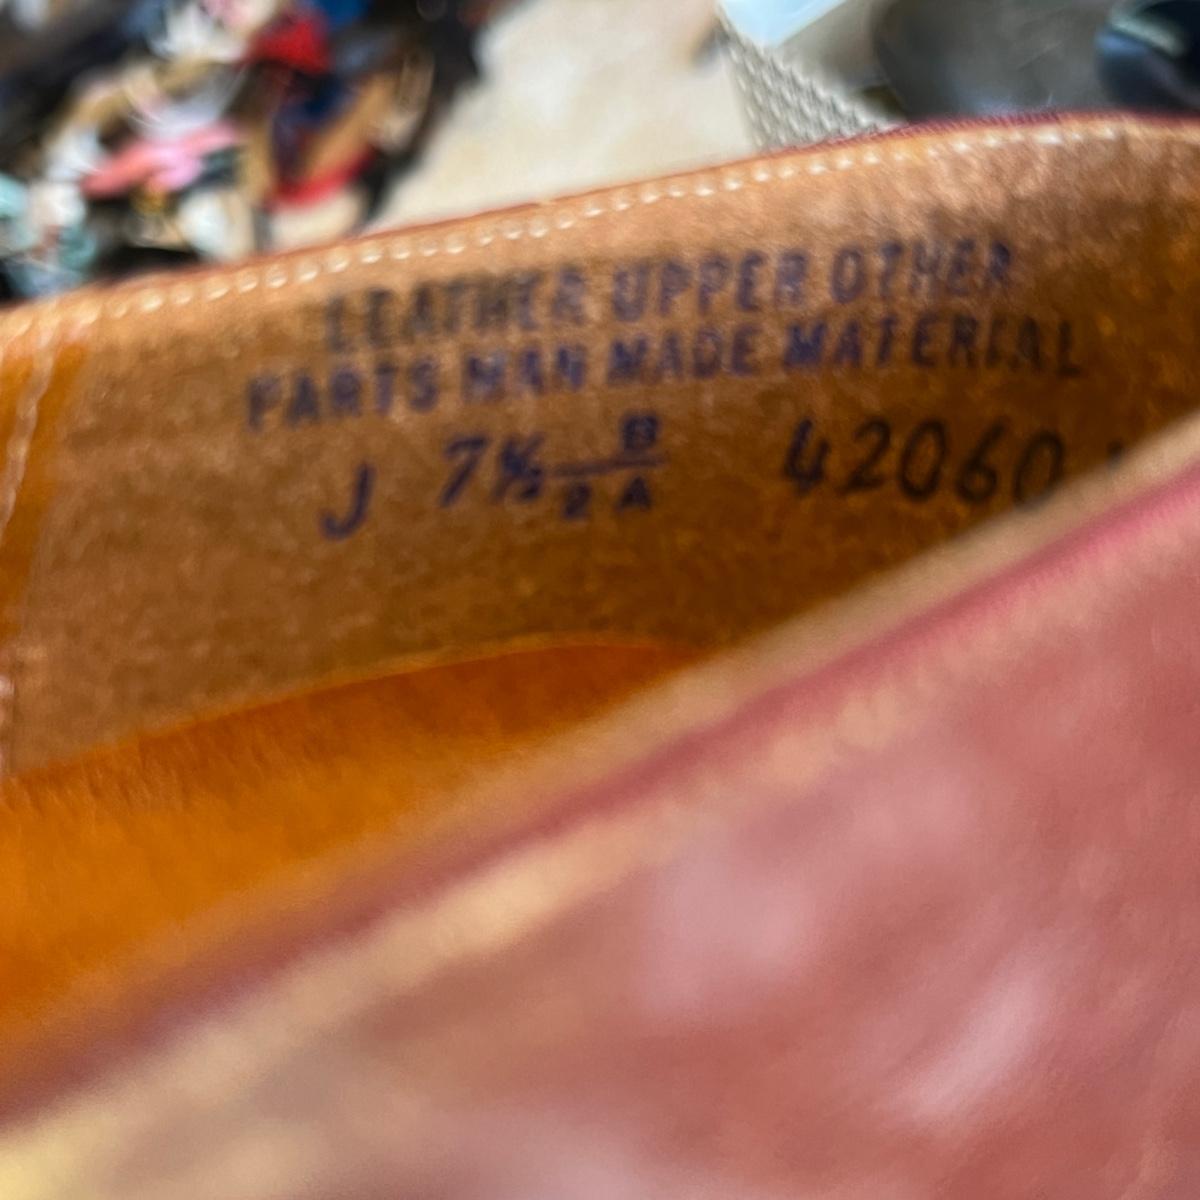 LEATHER UPPER OTHER
PARTS MAN MADE MATERIAL
J 7½ B/2A 42060